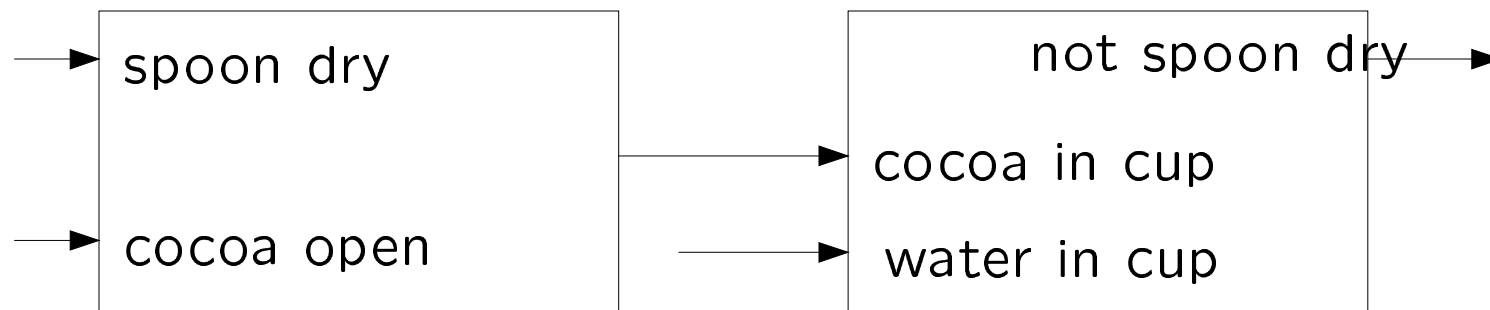 spoon dry
cocoa open
not spoon dry
cocoa in cup
water in cup